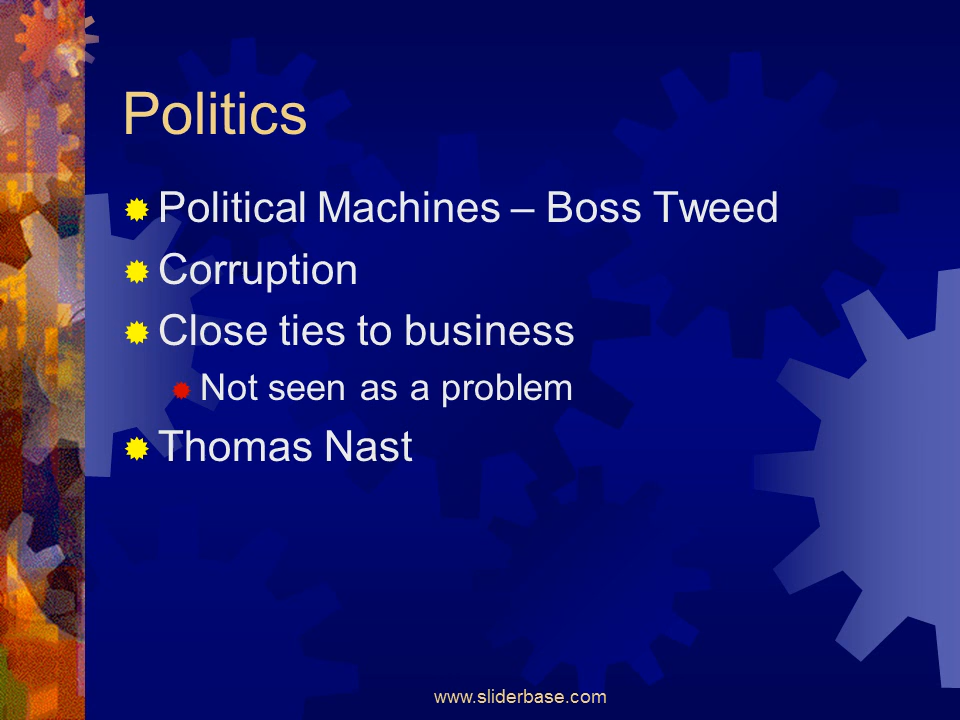 Politics
Political Machines – Boss Tweed
Corruption
Close ties to business
Not seen as a problem
Thomas Nast
www.sliderbase.com